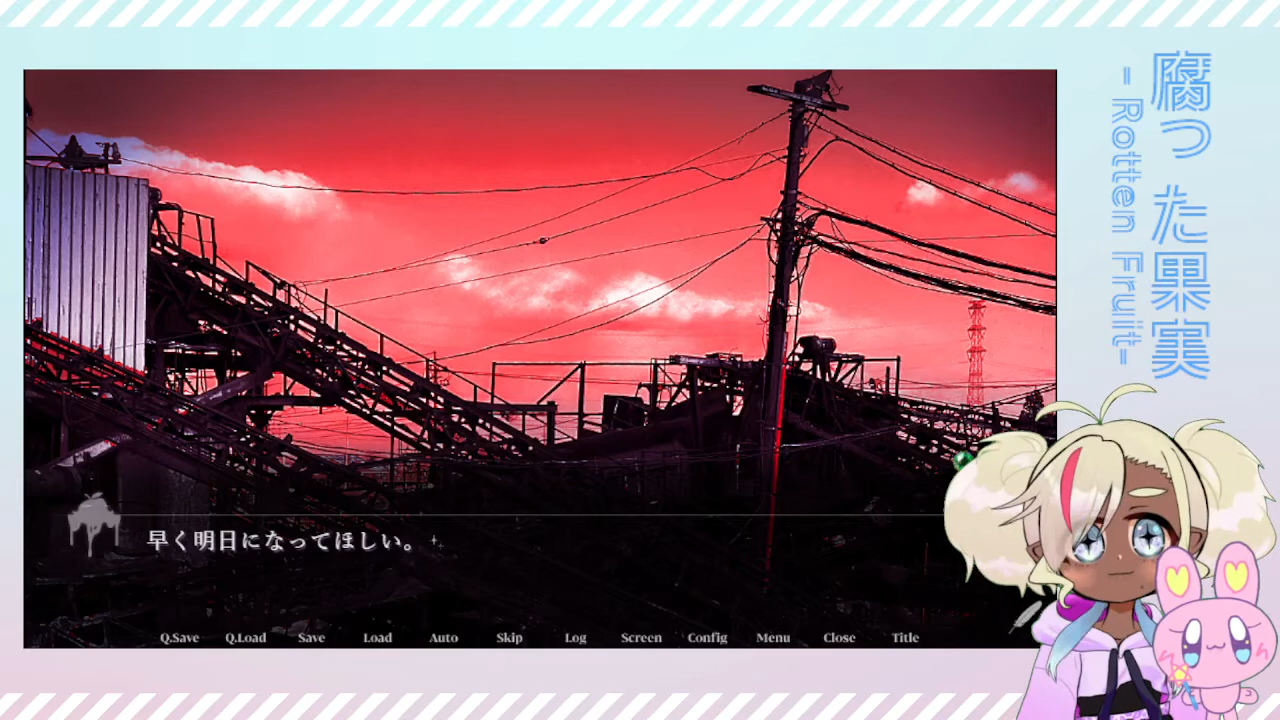 腐った果実
- Rotten Fruit-
早く明日になってほしい。
Q.Save Q.Load Save Load Auto Skip Log Screen Config Menu Close Title